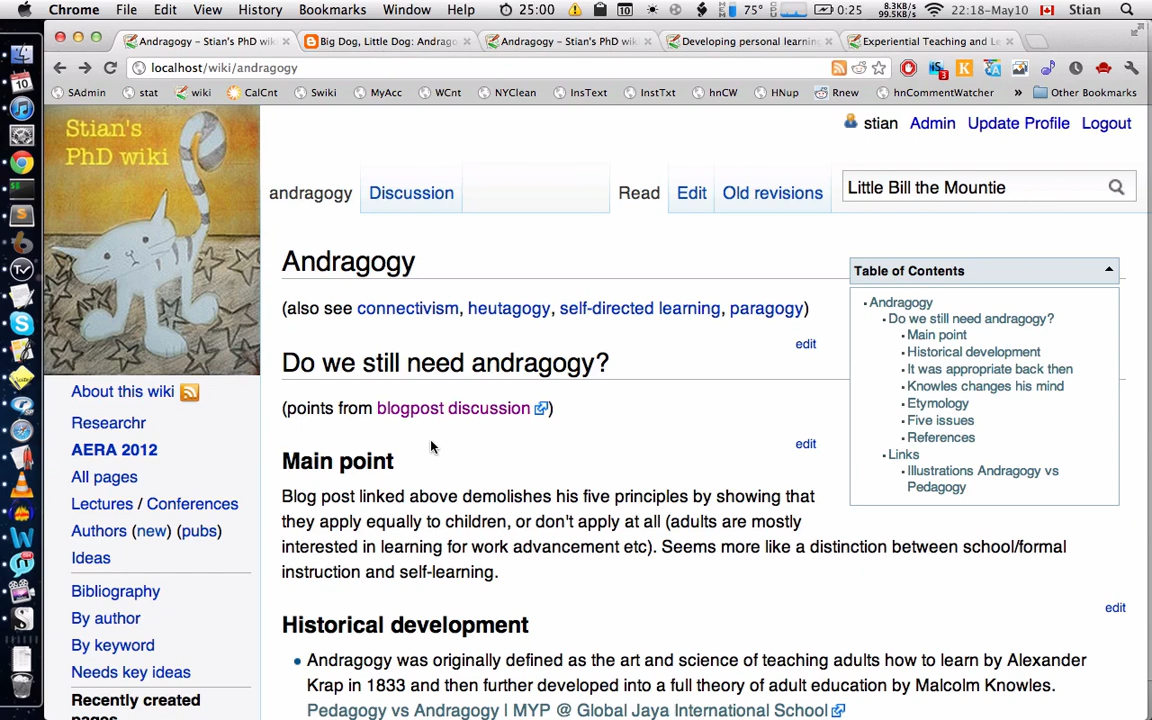 Chrome File Edit View History Bookmarks Window Help 25:00 10 75° 0:25 8.3KB/s 99.5KB/s 22:18-May10 Stian
Andragogy - Stian's PhD wiki Big Dog, Little Dog: Andrago Andragogy - Stian's PhD wiki Developing personal learning Experiential Teaching and Le
localhost/wiki/andragogy
SAdmin stat wiki CalCnt Swiki MyAcc WCnt NYClean InsText InstTxt hnCW HNup Rnew hnCommentWatcher » Other Bookmarks
Stian's
PhD wiki
stian Admin Update Profile Logout
andragogy Discussion Read Edit Old revisions Little Bill the Mountie
Andragogy
(also see connectivism, heutagogy, self-directed learning, paragogy)
edit
Do we still need andragogy?
(points from blogpost discussion)
edit
Main point
Blog post linked above demolishes his five principles by showing that
they apply equally to children, or don't apply at all (adults are mostly
interested in learning for work advancement etc). Seems more like a distinction between school/formal
instruction and self-learning.
edit
Historical development
Andragogy was originally defined as the art and science of teaching adults how to learn by Alexander
Krap in 1833 and then further developed into a full theory of adult education by Malcolm Knowles.
Pedagogy vs Andragogy | MYP @ Global Jaya International School
Table of Contents
Andragogy
Do we still need andragogy?
Main point
Historical development
It was appropriate back then
Knowles changes his mind
Etymology
Five issues
References
Links
Illustrations Andragogy vs
Pedagogy
About this wiki
Researchr
AERA 2012
All pages
Lectures / Conferences
Authors (new) (pubs)
Ideas
Bibliography
By author
By keyword
Needs key ideas
Recently created
pages